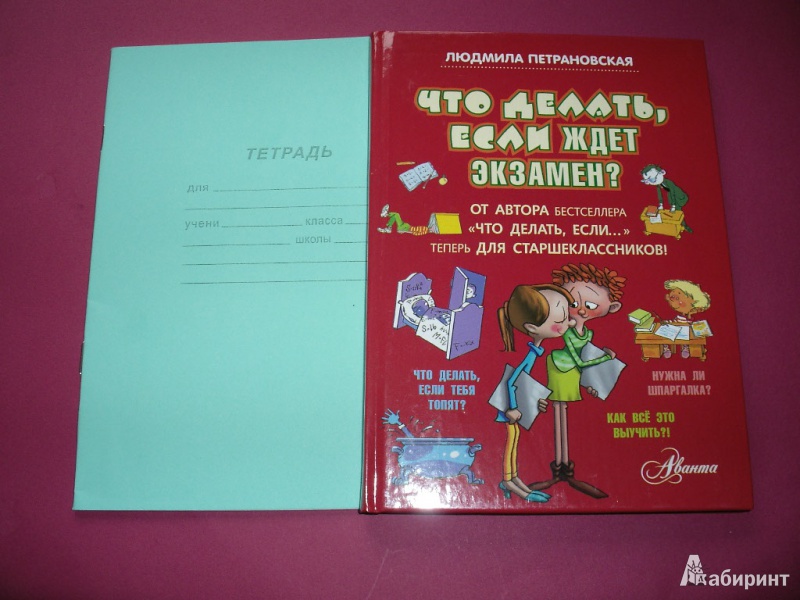 ТЕТРАДЬ
для
учени класса
школы
ЛЮДМИЛА ПЕТРАНОВСКАЯ
ЧТО ДЕЛАТЬ,
ЕСЛИ ЖДЕТ
ЭКЗАМЕН?
ОТ АВТОРА БЕСТСЕЛЛЕРА
«ЧТО ДЕЛАТЬ, ЕСЛИ...»
ТЕПЕРЬ ДЛЯ СТАРШЕКЛАССНИКОВ!
ЧТО ДЕЛАТЬ,
ЕСЛИ ТЕБЯ
ТОПЯТ?
НУЖНА ЛИ
ШПАРГАЛКА?
КАК ВСЁ ЭТО
ВЫУЧИТЬ?!
Аванта
Лабиринт